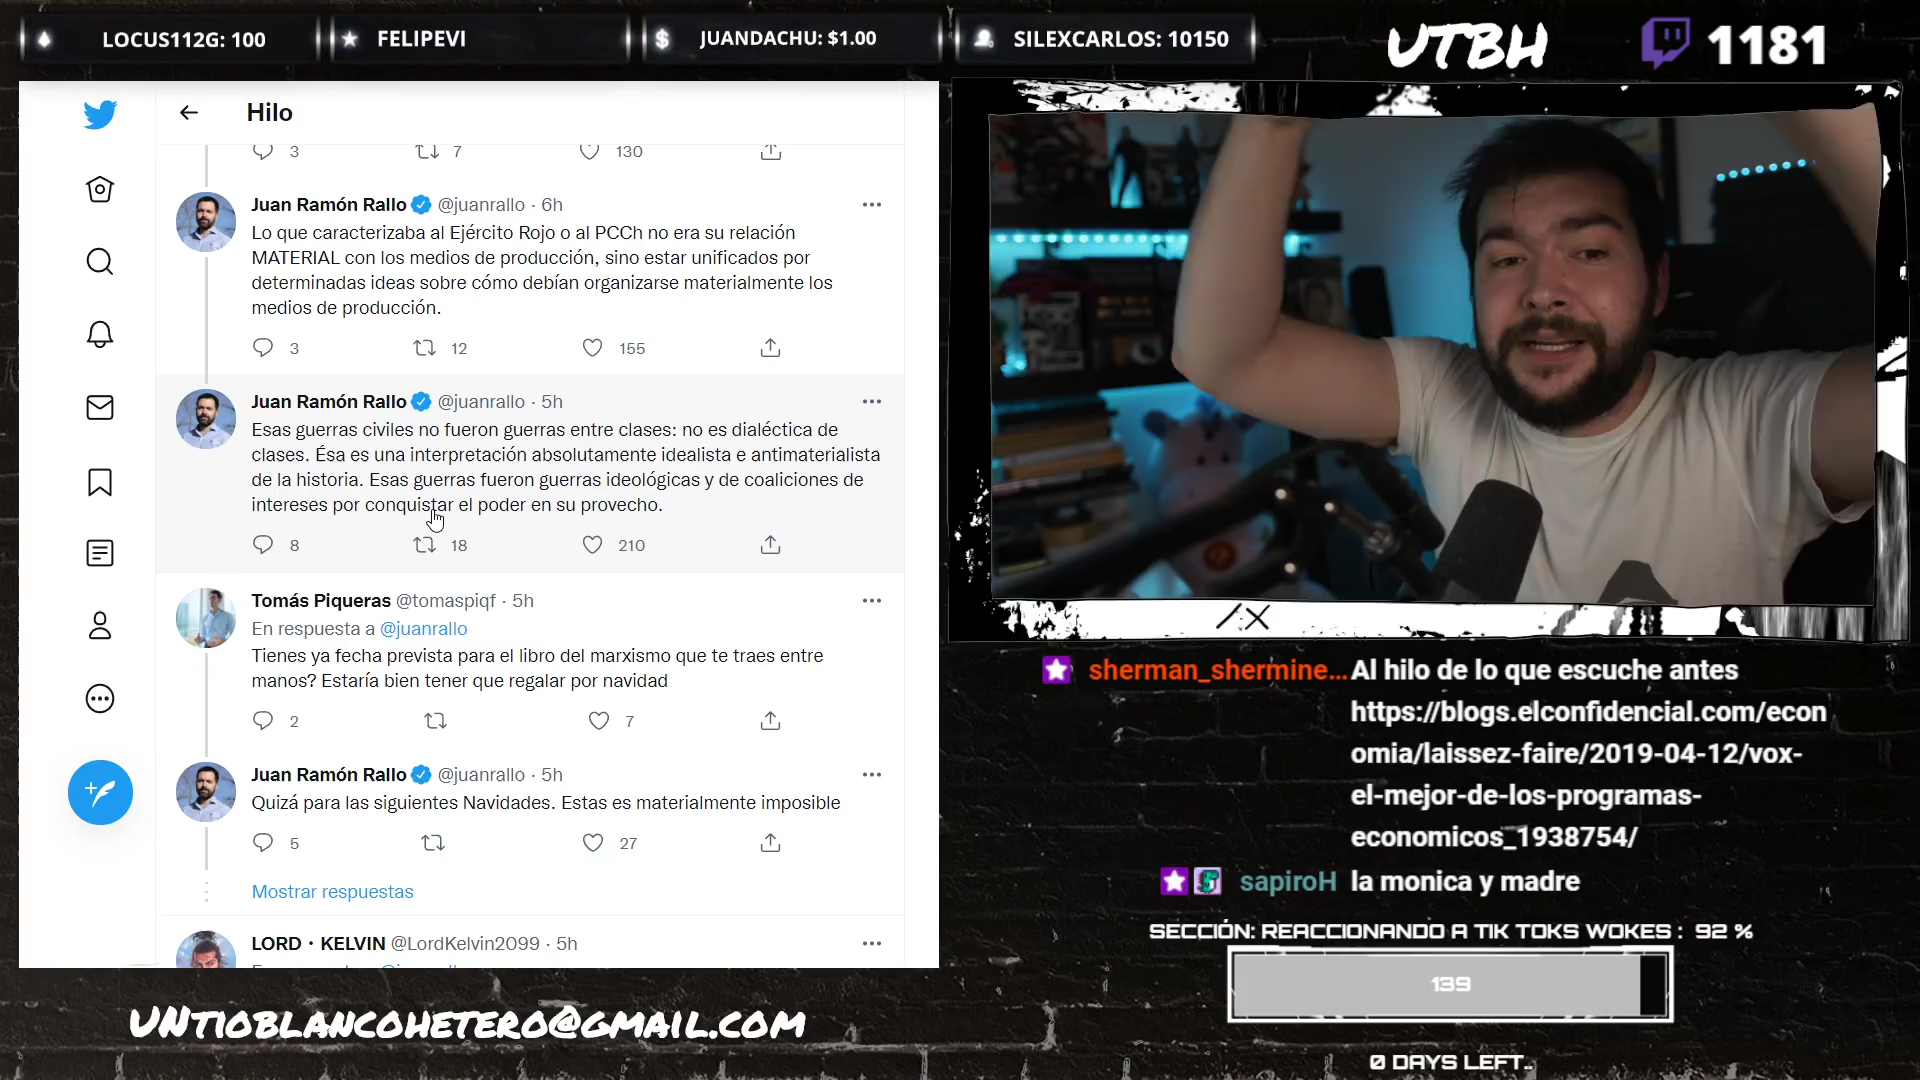 LOCUS112G: 100
FELIPEVI
JUANDACHU: $1.00
SILEXCARLOS: 10150
UTBH
1181
Hilo
3
7
130
Juan Ramón Rallo @juanrallo · 6h
Lo que caracterizaba al Ejército Rojo o al PCCh no era su relación
MATERIAL con los medios de producción, sino estar unificados por
determinadas ideas sobre cómo debían organizarse materialmente los
medios de producción.
3
12
155
Juan Ramón Rallo @juanrallo · 5h
Esas guerras civiles no fueron guerras entre clases: no es dialéctica de
clases. Ésa es una interpretación absolutamente idealista e antimaterialista
de la historia. Esas guerras fueron guerras ideológicas y de coaliciones de
intereses por conquistar el poder en su provecho.
8
18
210
Tomás Piqueras @tomaspiqf · 5h
En respuesta a @juanrallo
Tienes ya fecha prevista para el libro del marxismo que te traes entre
manos? Estaría bien tener que regalar por navidad
2
7
Juan Ramón Rallo @juanrallo · 5h
Quizá para las siguientes Navidades. Estas es materialmente imposible
5
27
Mostrar respuestas
LORD • KELVIN @LordKelvin2099 · 5h
sherman_shermine... Al hilo de lo que escuche antes
https://blogs.elconfidencial.com/econ
omia/laissez-faire/2019-04-12/vox-
el-mejor-de-los-programas-
economicos_1938754/
sapiroH la monica y madre
SECCIÓN: REACCIONANDO A TIK TOKS WOKES : 92 %
139
0 DAYS LEFT..
UNTIOBLANCOHETERO@GMAIL.COM